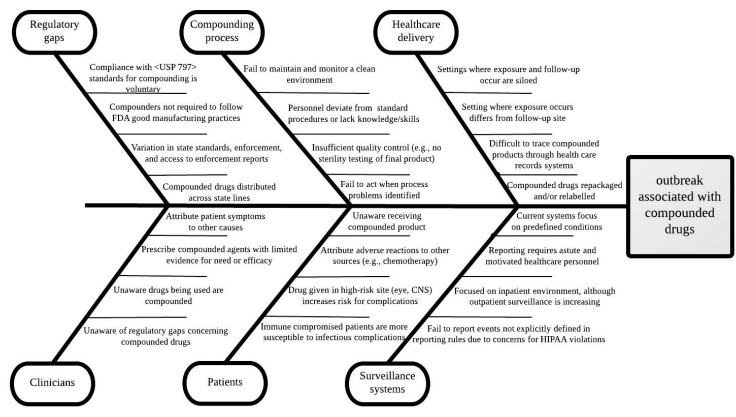 Regulatory
gaps
Compounding
process
Healthcare
delivery
Compliance with <USP 797>
standards for compounding is
voluntary
Compounders not required to follow
FDA good manufacturing practices
Variation in state standards, enforcement,
and access to enforcement reports
Compounded drugs distributed
across state lines
Fail to maintain and monitor a clean
environment
Personnel deviate from standard
procedures or lack knowledge/skills
Insufficient quality control (e.g., no
sterility testing of final product)
Fail to act when process
problems identified
Settings where exposure and follow-up
occur are siloed
Setting where exposure occurs
differs from follow-up site
Difficult to trace compounded
products through health care
records systems
Compounded drugs repackaged
and/or relabelled
outbreak
associated with
compounded
drugs
Attribute patient symptoms
to other causes
Prescribe compounded agents with limited
evidence for need or efficacy
Unaware drugs being used are
compounded
Unaware of regulatory gaps concerning
compounded drugs
Unaware receiving
compounded product
Attribute adverse reactions to other
sources (e.g., chemotherapy)
Drug given in high-risk site (eye, CNS)
increases risk for complications
Immune compromised patients are more
susceptible to infectious complications
Current systems focus
on predefined conditions
Reporting requires astute and
motivated healthcare personnel
Focused on inpatient environment, although
outpatient surveillance is increasing
Fail to report events not explicitly defined in
reporting rules due to concerns for HIPAA violations
Clinicians
Patients
Surveillance
systems